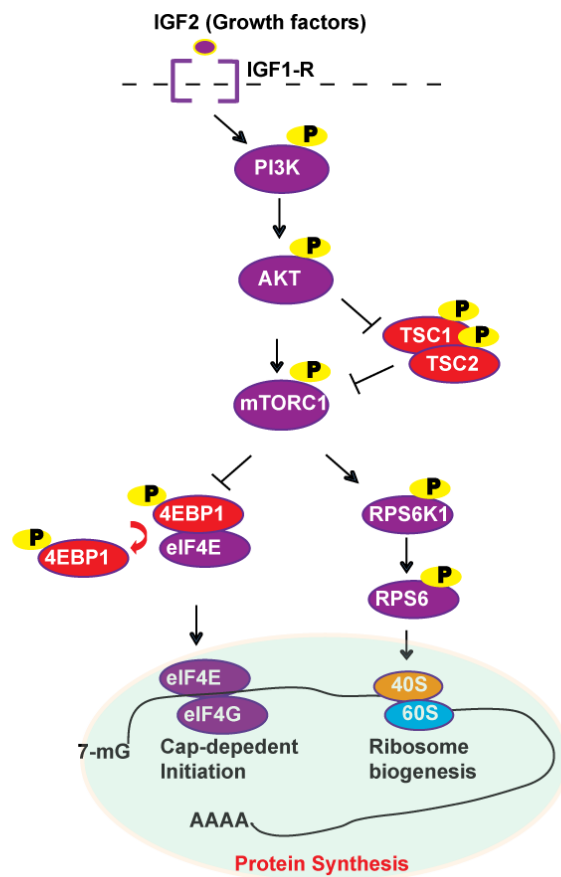 IGF2 (Growth factors)
IGF1-R
P
PI3K
P
AKT
P
TSC1
P
TSC2
P
mTORC1
P
4EBP1
eIF4E
P
4EBP1
P
RPS6K1
P
RPS6
eIF4E
eIF4G
40S
60S
7-mG
Cap-depedent
Initiation
Ribosome
biogenesis
AAAA
Protein Synthesis